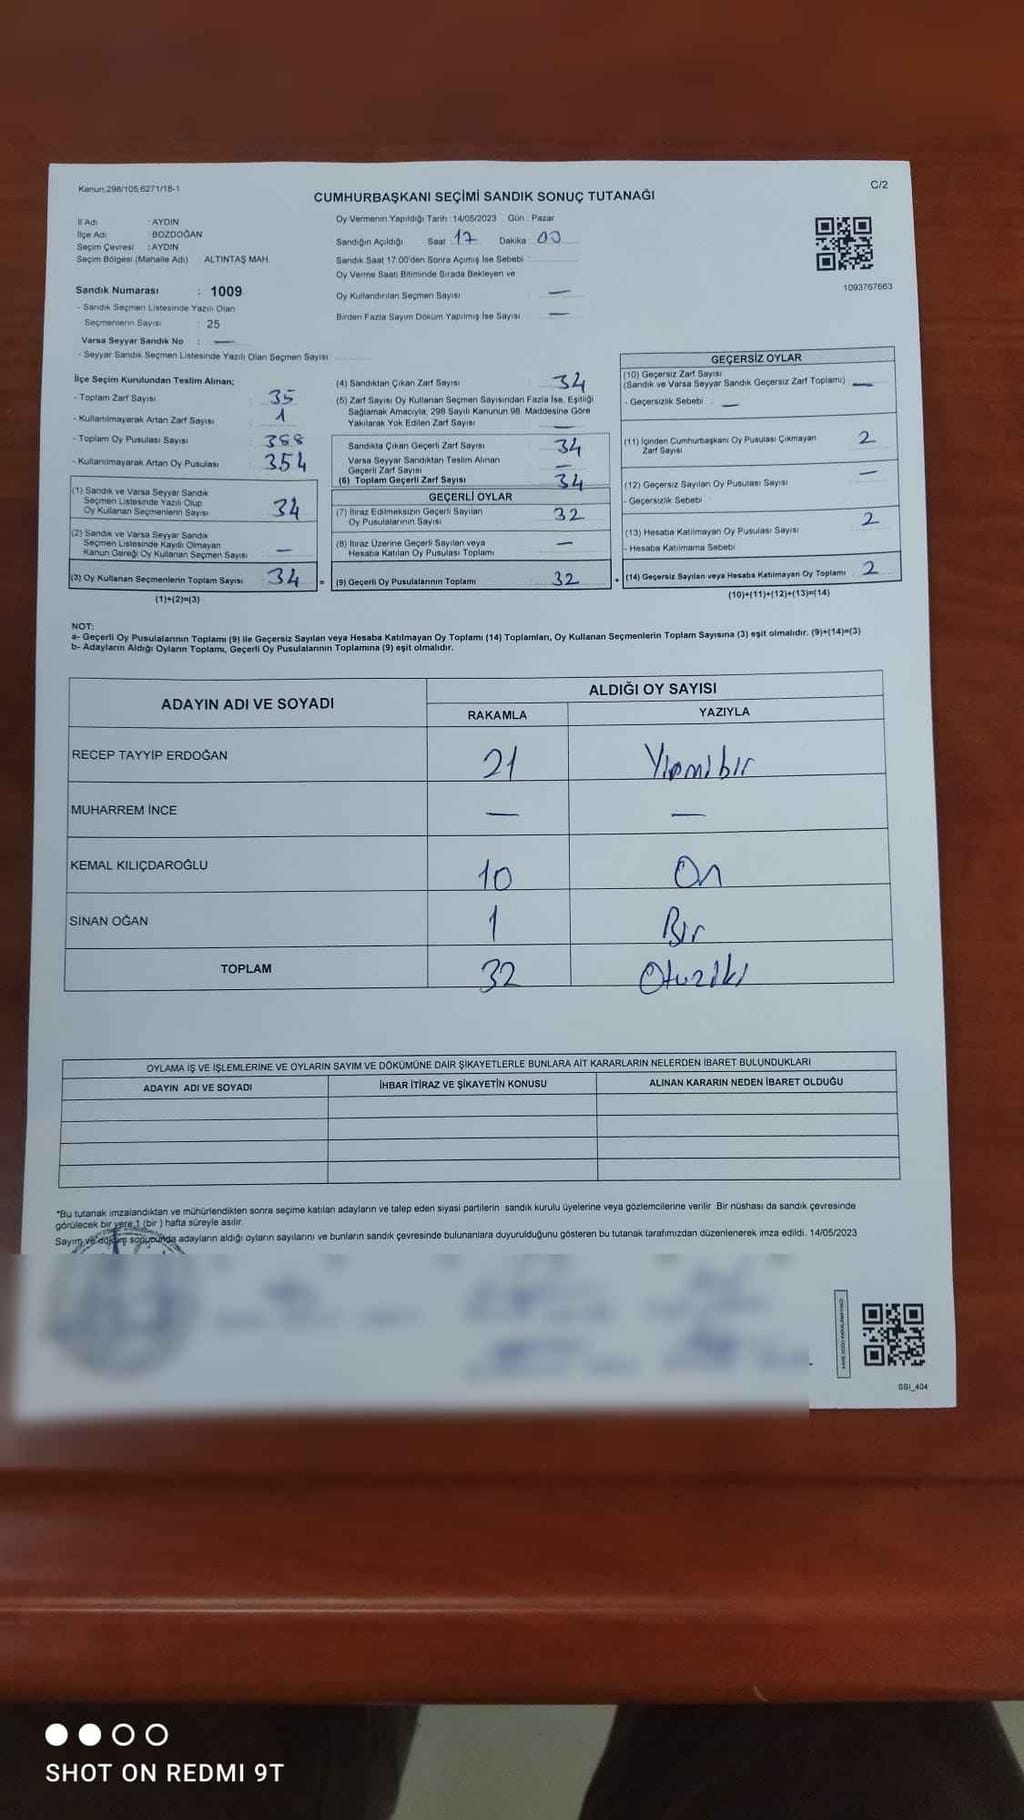 Kanun.298/105,6271/18-1
C/2
CUMHURBAŞKANI SEÇİMİ SANDIK SONUÇ TUTANAĞI
İl Adı : AYDIN
İlçe Adı : BOZDOĞAN
Seçim Çevresi : AYDIN
Seçim Bölgesi (Mahalle Adı) : ALTINTAŞ MAH
Sandık Numarası : 1009
- Sandık Seçmen Listesinde Yazılı Olan
Seçmenlerin Sayısı : 25
Varsa Seyyar Sandık No : —
- Seyyar Sandık Seçmen Listesinde Yazılı Olan Seçmen Sayısı
Oy Vermenin Yapıldığı Tarih : 14/05/2023 Gün : Pazar
Sandığın Açıldığı Saat : 17 Dakika : 00
Sandık Saat 17.00'den Sonra Açımış İse Sebebi
Oy Verme Saati Bitiminde Sırada Bekleyen ve
Oy Kullandırılan Seçmen Sayısı —
Birden Fazla Sayım Döküm Yapılmış İse Sayısı —
1093767663
İlçe Seçim Kurulundan Teslim Alınan;
- Toplam Zarf Sayısı 35
- Kullanılmayarak Artan Zarf Sayısı 1
- Toplam Oy Pusulası Sayısı 388
- Kullanılmayarak Artan Oy Pusulası 354
(1) Sandık ve Varsa Seyyar Sandık
Seçmen Listesinde Yazılı Olup
Oy Kullanan Seçmenlerin Sayısı 34
(2) Sandık ve Varsa Seyyar Sandık
Seçmen Listesinde Kayıtlı Olmayan
Kanun Gereği Oy Kullanan Seçmen Sayısı —
(3) Oy Kullanan Seçmenlerin Toplam Sayısı 34 =
(1)+(2)=(3)
(4) Sandıktan Çıkan Zarf Sayısı 34
(5) Zarf Sayısı Oy Kullanan Seçmen Sayısından Fazla İse, Eşitliği
Sağlamak Amacıyla, 298 Sayılı Kanunun 98. Maddesine Göre
Yakılarak Yok Edilen Zarf Sayısı —
Sandıkta Çıkan Geçerli Zarf Sayısı 34
Varsa Seyyar Sandıktan Teslim Alınan
Geçerli Zarf Sayısı —
(6) Toplam Geçerli Zarf Sayısı 34
GEÇERLİ OYLAR
(7) İtiraz Edilmeksizin Geçerli Sayılan
Oy Pusulalarının Sayısı 32
(8) İtiraz Üzerine Geçerli Sayılan veya
Hesaba Katılan Oy Pusulası Toplamı —
(9) Geçerli Oy Pusulalarının Toplamı 32 +
GEÇERSİZ OYLAR
(10) Geçersiz Zarf Sayısı
(Sandık ve Varsa Seyyar Sandık Geçersiz Zarf Toplamı) —
- Geçersizlik Sebebi —
(11) İçinden Cumhurbaşkanı Oy Pusulası Çıkmayan 2
Zarf Sayısı
(12) Geçersiz Sayılan Oy Pusulası Sayısı —
- Geçersizlik Sebebi
(13) Hesaba Katılmayan Oy Pusulası Sayısı 2
- Hesaba Katılmama Sebebi
(14) Geçersiz Sayılan veya Hesaba Katılmayan Oy Toplamı 2
(10)+(11)+(12)+(13)=(14)
NOT:
a- Geçerli Oy Pusulalarının Toplamı (9) ile Geçersiz Sayılan veya Hesaba Katılmayan Oy Toplamı (14) Toplamları, Oy Kullanan Seçmenlerin Toplam Sayısına (3) eşit olmalıdır. (9)+(14)=(3)
b- Adayların Aldığı Oyların Toplamı, Geçerli Oy Pusulalarının Toplamına (9) eşit olmalıdır.
ADAYIN ADI VE SOYADI ALDIĞI OY SAYISI
RAKAMLA YAZIYLA
RECEP TAYYİP ERDOĞAN 21 Yirmibir
MUHARREM İNCE — —
KEMAL KILIÇDAROĞLU 10 On
SİNAN OĞAN 1 Bir
TOPLAM 32 Otuziki
OYLAMA İŞ VE İŞLEMLERİNE VE OYLARIN SAYIM VE DÖKÜMÜNE DAİR ŞİKAYETLERLE BUNLARA AİT KARARLARIN NELERDEN İBARET BULUNDUKLARI
ADAYIN ADI VE SOYADI İHBAR İTİRAZ VE ŞİKAYETİN KONUSU ALINAN KARARIN NEDEN İBARET OLDUĞU
*Bu tutanak imzalandıktan ve mühürlendikten sonra seçime katılan adayların ve talep eden siyasi partilerin sandık kurulu üyelerine veya gözlemcilerine verilir. Bir nüshası da sandık çevresinde
görülecek bir yere 1 (bir ) hafta süreyle asılır.
Sayım ve döküm sonucunda adayların aldığı oyların sayılarını ve bunların sandık çevresinde bulunanlara duyurulduğunu gösteren bu tutanak tarafımızdan düzenlenerek imza edildi. 14/05/2023
SSI_404
SHOT ON REDMI 9T